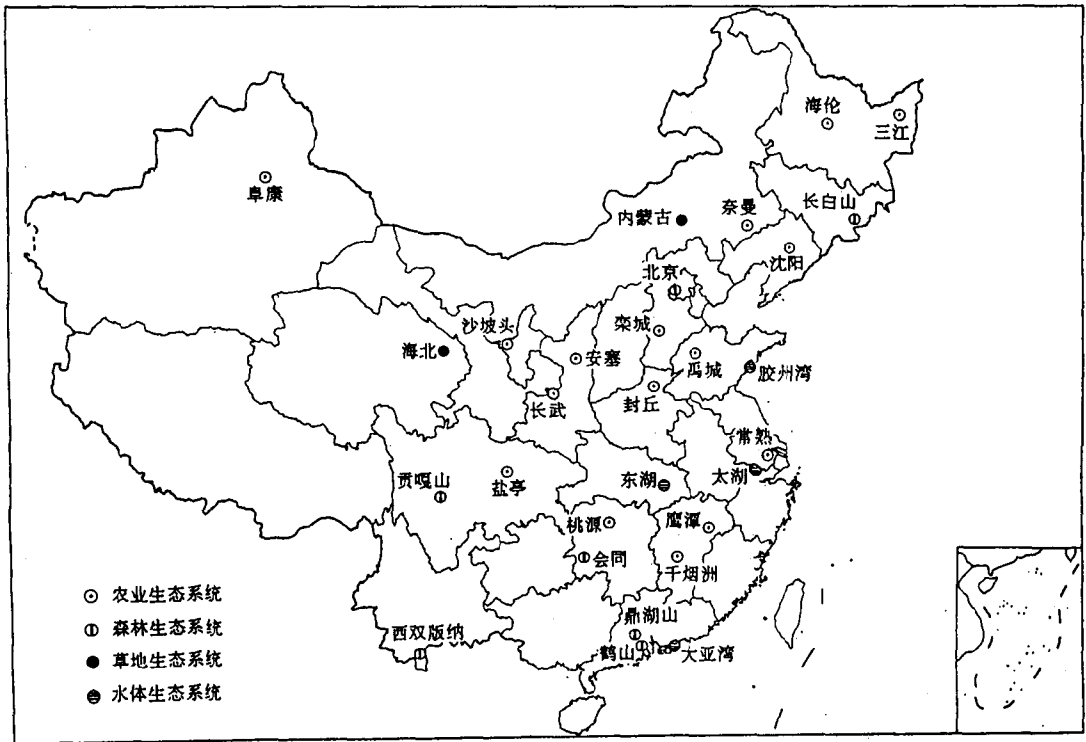 海伦
三江
阜康
长白山
奈曼
内蒙古
沈阳
北京
沙坡头
栾城
海北
安塞
禹城
胶州湾
长武
封丘
常熟
贡嘎山
盐亭
东湖
太湖
桃源
鹰潭
会同
千烟洲
农业生态系统
鼎湖山
森林生态系统
西双版纳
鹤山
大亚湾
草地生态系统
水体生态系统